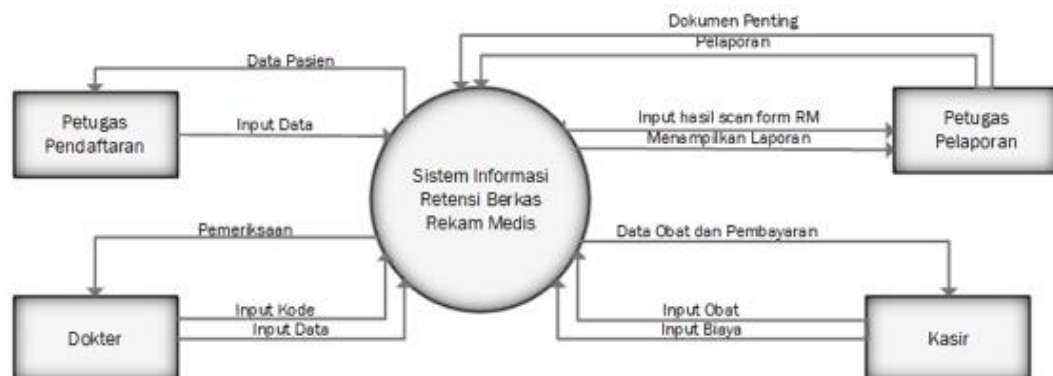 Dokumen Penting
Pelaporan
Data Pasien
Petugas
Pendaftaran
Input Data
Input hasil scan form RM
Menampilkan Laporan
Petugas
Pelaporan
Sistem Informasi
Retensi Berkas
Rekam Medis
Pemeriksaan
Data Obat dan Pembayaran
Dokter
Input Kode
Input Data
Input Obat
Input Biaya
Kasir